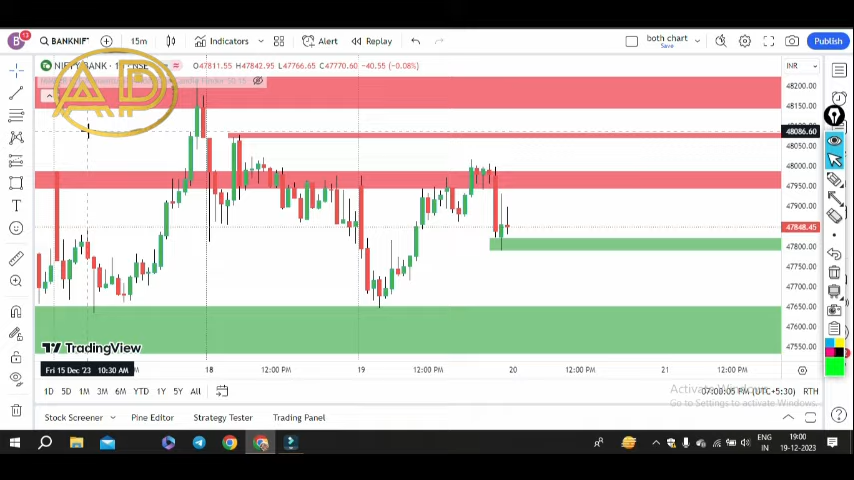 B 13 BANKNIF 15m Indicators Alert Replay both chart Save Publish
NIFTY BANK NSE O47811.55 H47842.95 L47766.65 C47770.60 -40.55 (-0.08%) INR
AD
48200.00
48150.00
48086.60
48050.00
48000.00
47950.00
47900.00
47848.45
47800.00
47750.00
47700.00
47650.00
47600.00
47550.00
TradingView
Fri 15 Dec '23 10:30 AM 18 12:00 PM 19 12:00 PM 20 12:00 PM 21 12:00 PM
1D 5D 1M 3M 6M YTD 1Y 5Y All
Activate Windows
07:00:05 PM (UTC+5:30) RTH
Go to Settings to activate Windows.
Stock Screener Pine Editor Strategy Tester Trading Panel
ENG 19:00
IN 19-12-2023